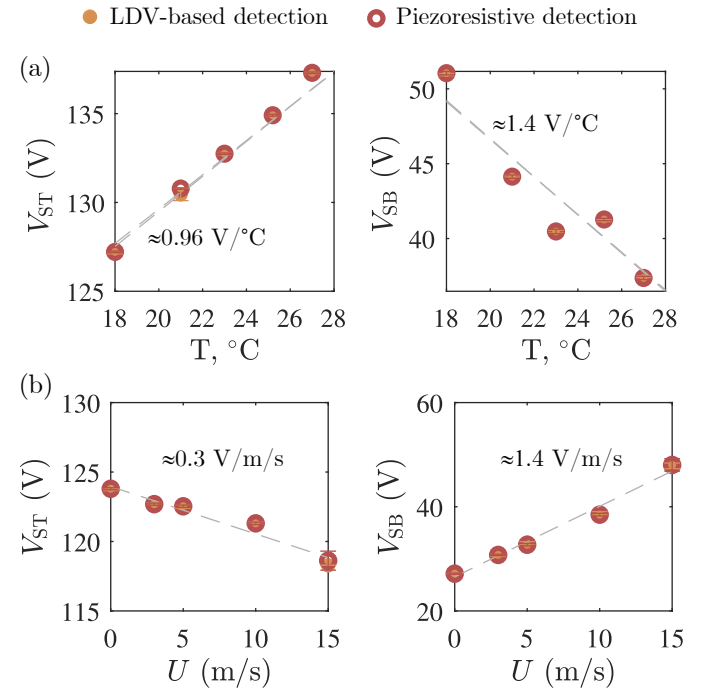 LDV-based detection Piezoresistive detection
(a)
135
130
125
V_ST (V)
≈0.96 V/°C
18 20 22 24 26 28
T, °C
50
45
40
V_SB (V)
≈1.4 V/°C
18 20 22 24 26 28
T, °C
(b)
130
125
120
115
V_ST (V)
≈0.3 V/m/s
0 5 10 15
U (m/s)
60
40
20
V_SB (V)
≈1.4 V/m/s
0 5 10 15
U (m/s)